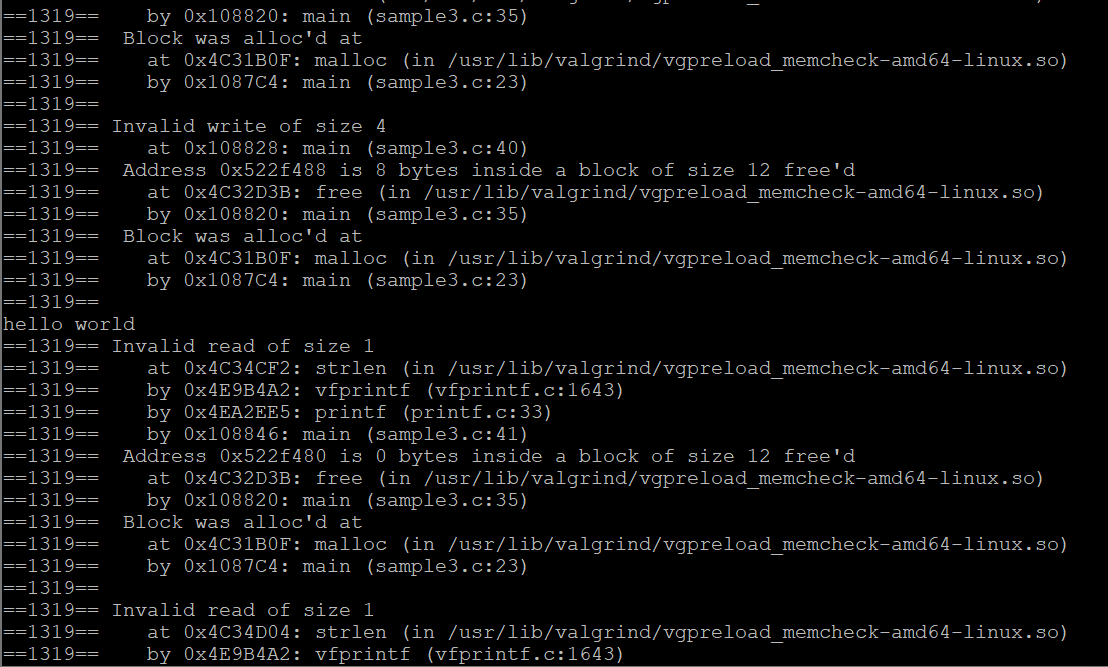 ==1319==    by 0x108820: main (sample3.c:35)
==1319==  Block was alloc'd at
==1319==    at 0x4C31B0F: malloc (in /usr/lib/valgrind/vgpreload_memcheck-amd64-linux.so)
==1319==    by 0x1087C4: main (sample3.c:23)
==1319==
==1319== Invalid write of size 4
==1319==    at 0x108828: main (sample3.c:40)
==1319==  Address 0x522f488 is 8 bytes inside a block of size 12 free'd
==1319==    at 0x4C32D3B: free (in /usr/lib/valgrind/vgpreload_memcheck-amd64-linux.so)
==1319==    by 0x108820: main (sample3.c:35)
==1319==  Block was alloc'd at
==1319==    at 0x4C31B0F: malloc (in /usr/lib/valgrind/vgpreload_memcheck-amd64-linux.so)
==1319==    by 0x1087C4: main (sample3.c:23)
==1319==
hello world
==1319== Invalid read of size 1
==1319==    at 0x4C34CF2: strlen (in /usr/lib/valgrind/vgpreload_memcheck-amd64-linux.so)
==1319==    by 0x4E9B4A2: vfprintf (vfprintf.c:1643)
==1319==    by 0x4EA2EE5: printf (printf.c:33)
==1319==    by 0x108846: main (sample3.c:41)
==1319==  Address 0x522f480 is 0 bytes inside a block of size 12 free'd
==1319==    at 0x4C32D3B: free (in /usr/lib/valgrind/vgpreload_memcheck-amd64-linux.so)
==1319==    by 0x108820: main (sample3.c:35)
==1319==  Block was alloc'd at
==1319==    at 0x4C31B0F: malloc (in /usr/lib/valgrind/vgpreload_memcheck-amd64-linux.so)
==1319==    by 0x1087C4: main (sample3.c:23)
==1319==
==1319== Invalid read of size 1
==1319==    at 0x4C34D04: strlen (in /usr/lib/valgrind/vgpreload_memcheck-amd64-linux.so)
==1319==    by 0x4E9B4A2: vfprintf (vfprintf.c:1643)